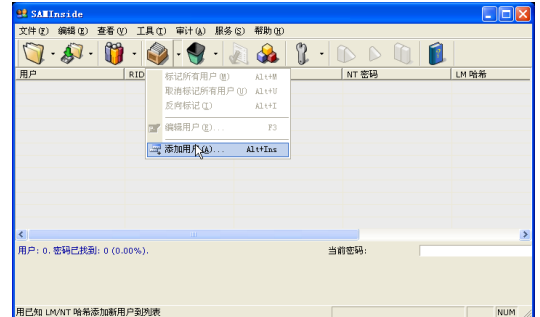 SAMInside
文件(F) 编辑(E) 查看(V) 工具(T) 审计(A) 服务(S) 帮助(H)
用户 RID NT 密码 LM 哈希
标记所有用户(M) Alt+M
取消标记所有用户(U) Alt+U
反向标记(I) Alt+I
编辑用户(E)... F3
添加用户(A)... Alt+Ins
用户: 0. 密码已找到: 0 (0.00%).
当前密码:
用已知 LM/NT 哈希添加新用户到列表
NUM